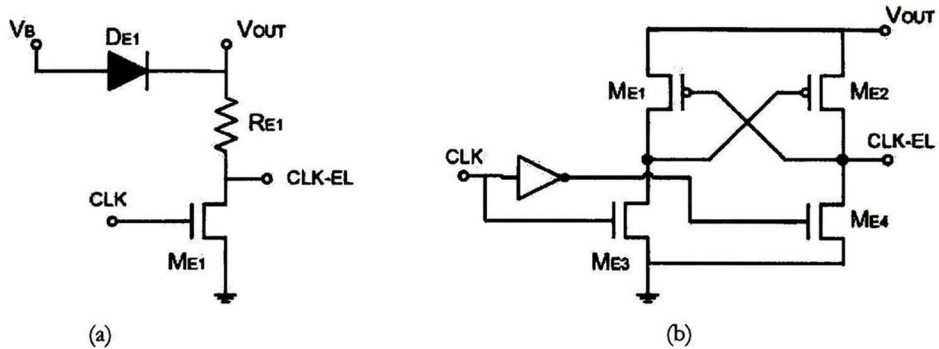 VB
DE1
VOUT
RE1
CLK-EL
CLK
ME1
(a)
VOUT
ME1
ME2
CLK
CLK-EL
ME3
ME4
(b)